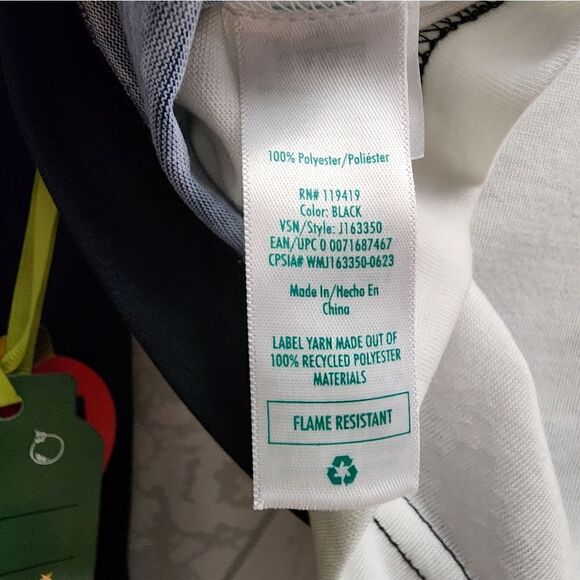 100% Polyester/Poliéster
RN# 119419
Color: BLACK
VSN/Style: J163350
EAN/UPC 0 0071687467
CPSIA# WMJ163350-0623
Made In/Hecho En
China
LABEL YARN MADE OUT OF
100% RECYCLED POLYESTER
MATERIALS
FLAME RESISTANT